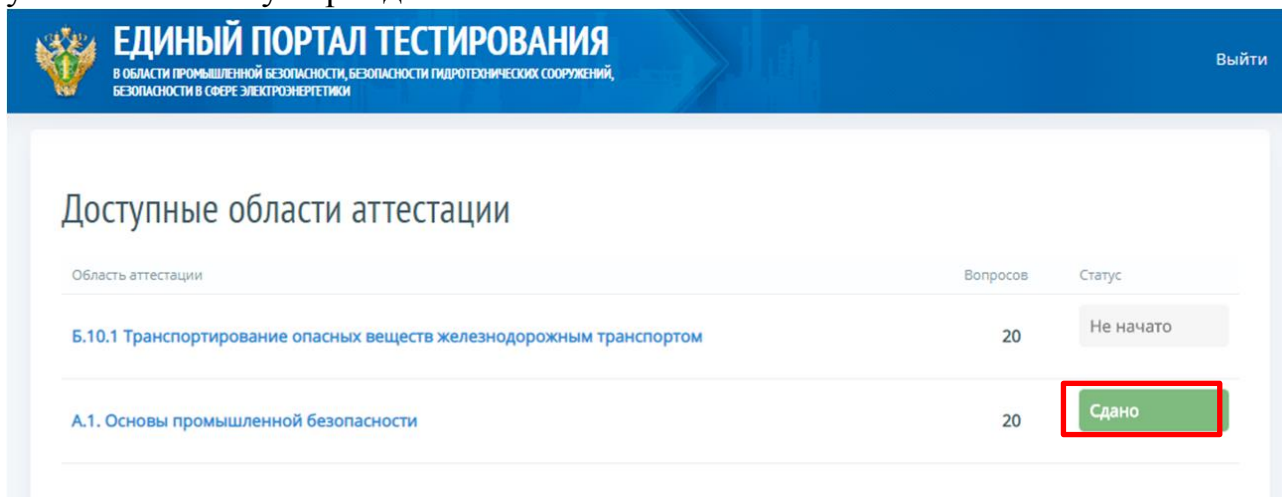 ЕДИНЫЙ ПОРТАЛ ТЕСТИРОВАНИЯ
В ОБЛАСТИ ПРОМЫШЛЕННОЙ БЕЗОПАСНОСТИ, БЕЗОПАСНОСТИ ГИДРОТЕХНИЧЕСКИХ СООРУЖЕНИЙ,
БЕЗОПАСНОСТИ В СФЕРЕ ЭЛЕКТРОЭНЕРГЕТИКИ
Выйти
Доступные области аттестации
Область аттестации Вопросов Статус
Б.10.1 Транспортирование опасных веществ железнодорожным транспортом 20 Не начато
А.1. Основы промышленной безопасности 20 Сдано